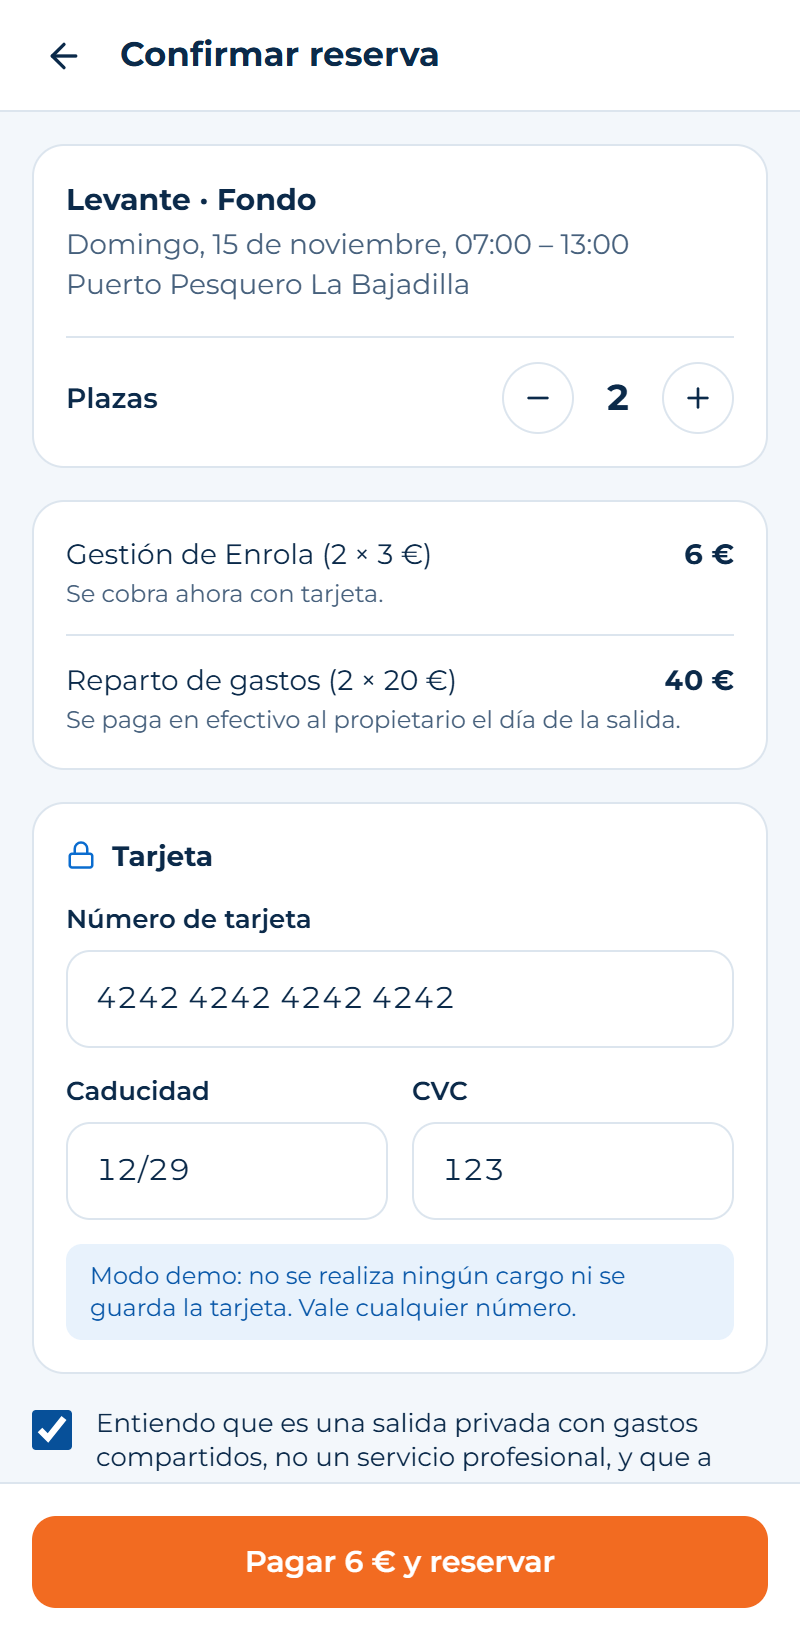 Confirmar reserva
Levante · Fondo
Domingo, 15 de noviembre, 07:00 – 13:00
Puerto Pesquero La Bajadilla
Plazas
− 2 +
Gestión de Enrola (2 × 3 €) 6 €
Se cobra ahora con tarjeta.
Reparto de gastos (2 × 20 €) 40 €
Se paga en efectivo al propietario el día de la salida.
Tarjeta
Número de tarjeta
4242 4242 4242 4242
Caducidad CVC
12/29 123
Modo demo: no se realiza ningún cargo ni se
guarda la tarjeta. Vale cualquier número.
Entiendo que es una salida privada con gastos
compartidos, no un servicio profesional, y que a
Pagar 6 € y reservar